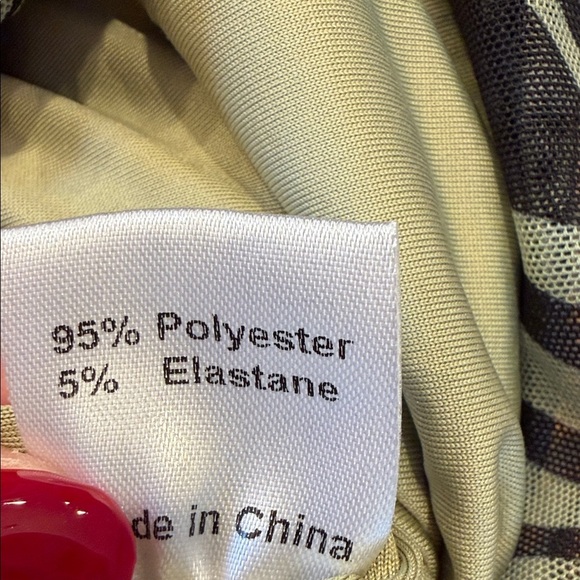 95% Polyester
5% Elastane
de in China